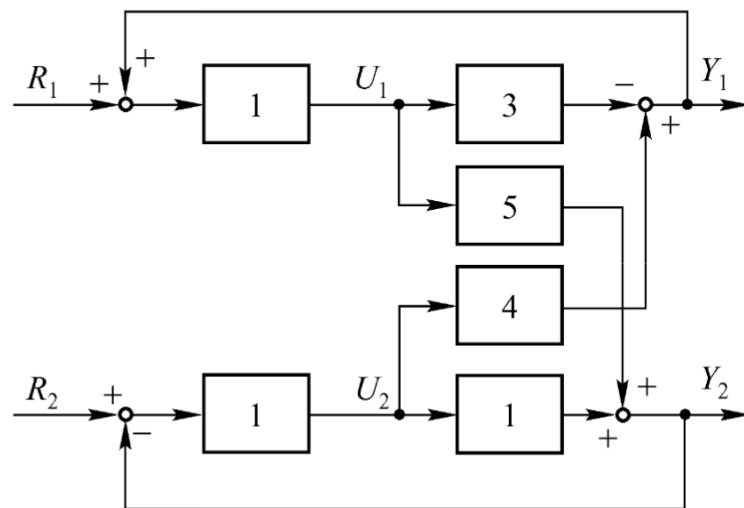 +
R₁ + 1 U₁ 3 − + Y₁
5
4
R₂ + − 1 U₂ 1 + + Y₂